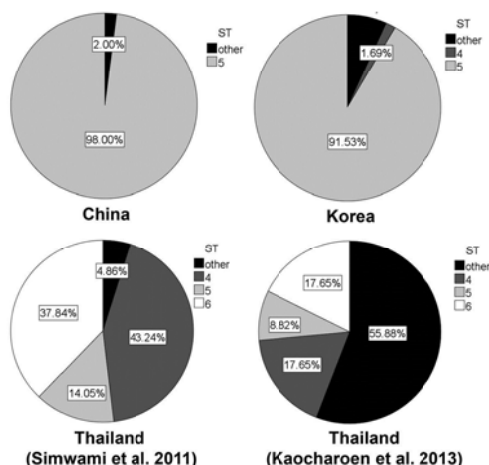 ST
other
5
2.00%
98.00%
China
ST
other
4
5
1.69%
91.53%
Korea
ST
other
4
5
6
4.86%
37.84%
43.24%
14.05%
Thailand
(Simwami et al. 2011)
ST
other
4
5
6
17.65%
8.82%
55.88%
17.65%
Thailand
(Kaocharoen et al. 2013)